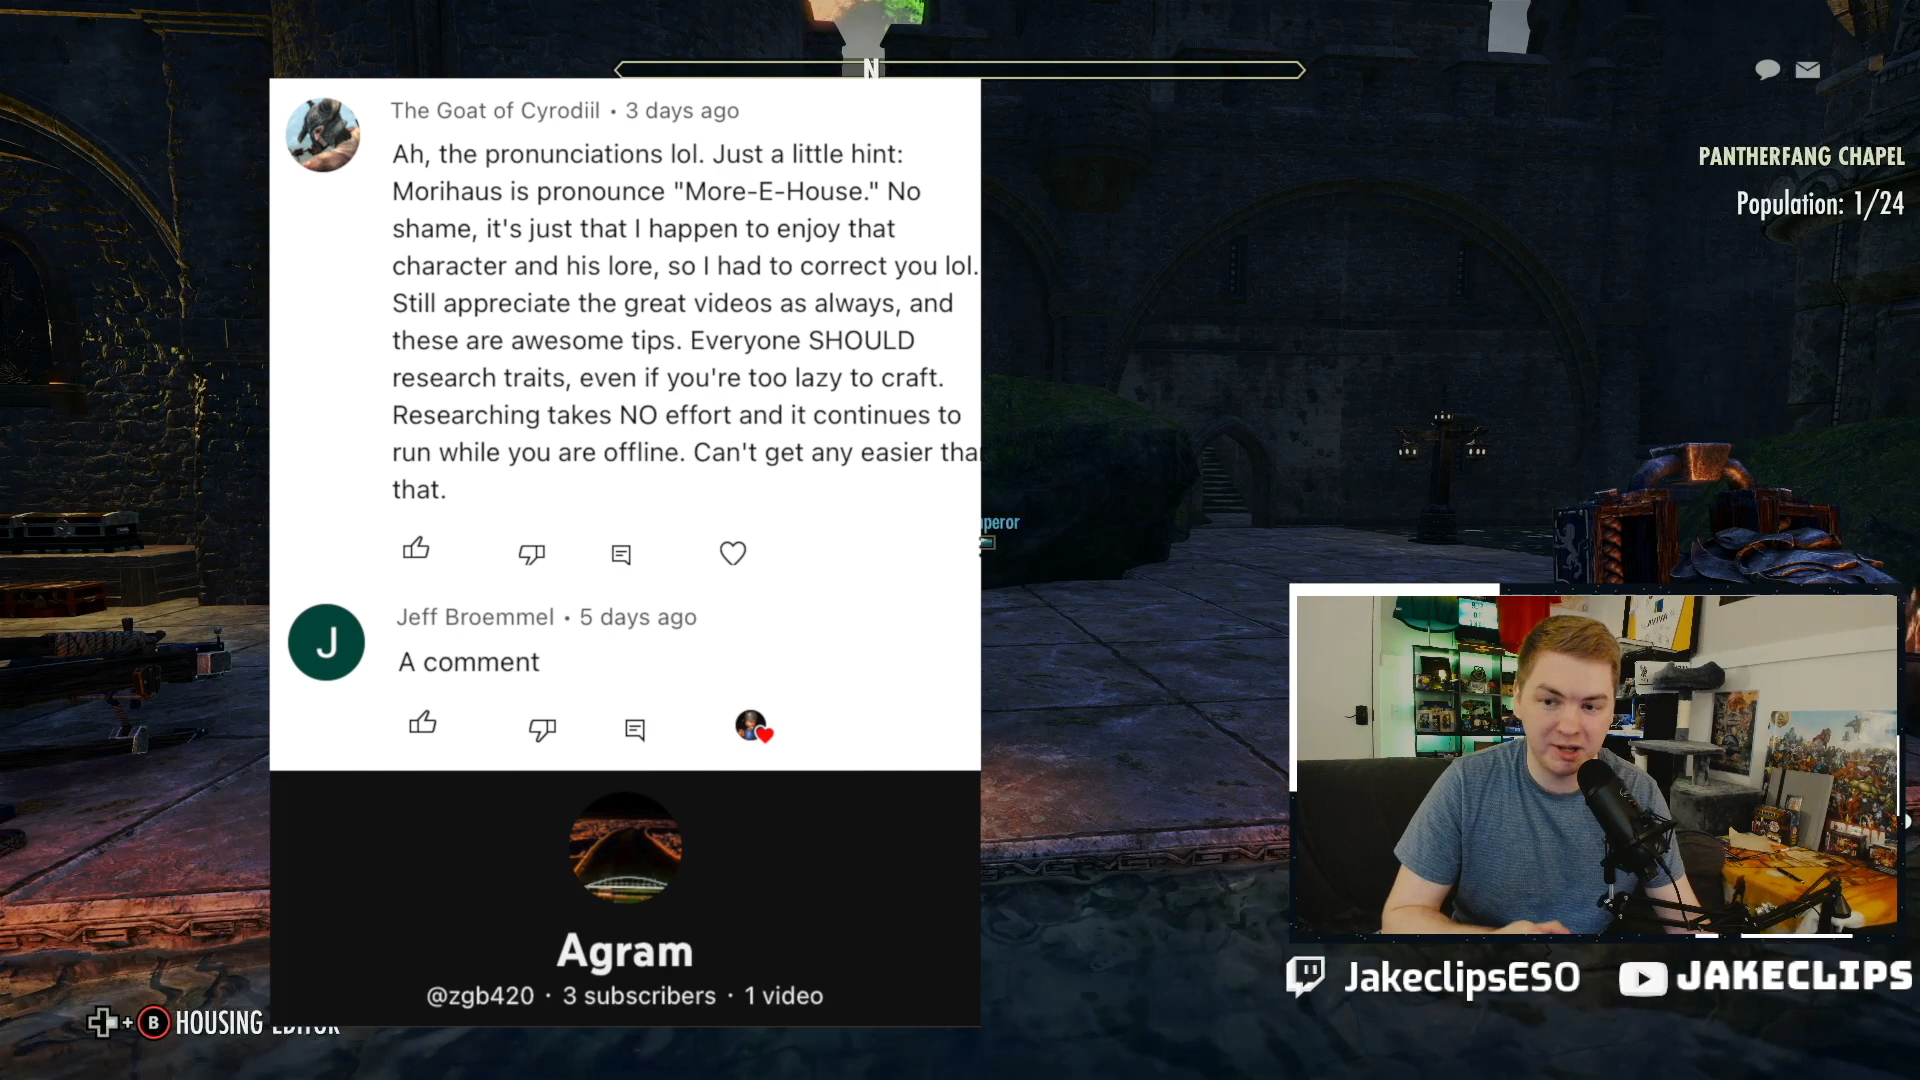 N
PANTHERFANG CHAPEL
Population: 1/24
The Goat of Cyrodiil • 3 days ago
Ah, the pronunciations lol. Just a little hint:
Morihaus is pronounce "More-E-House." No
shame, it's just that I happen to enjoy that
character and his lore, so I had to correct you lol.
Still appreciate the great videos as always, and
these are awesome tips. Everyone SHOULD
research traits, even if you're too lazy to craft.
Researching takes NO effort and it continues to
run while you are offline. Can't get any easier tha
that.
peror
Jeff Broemmel • 5 days ago
J
A comment
Agram
@zgb420 · 3 subscribers · 1 video
+ B HOUSING EDITOR
JakeclipsESO
JAKECLIPS